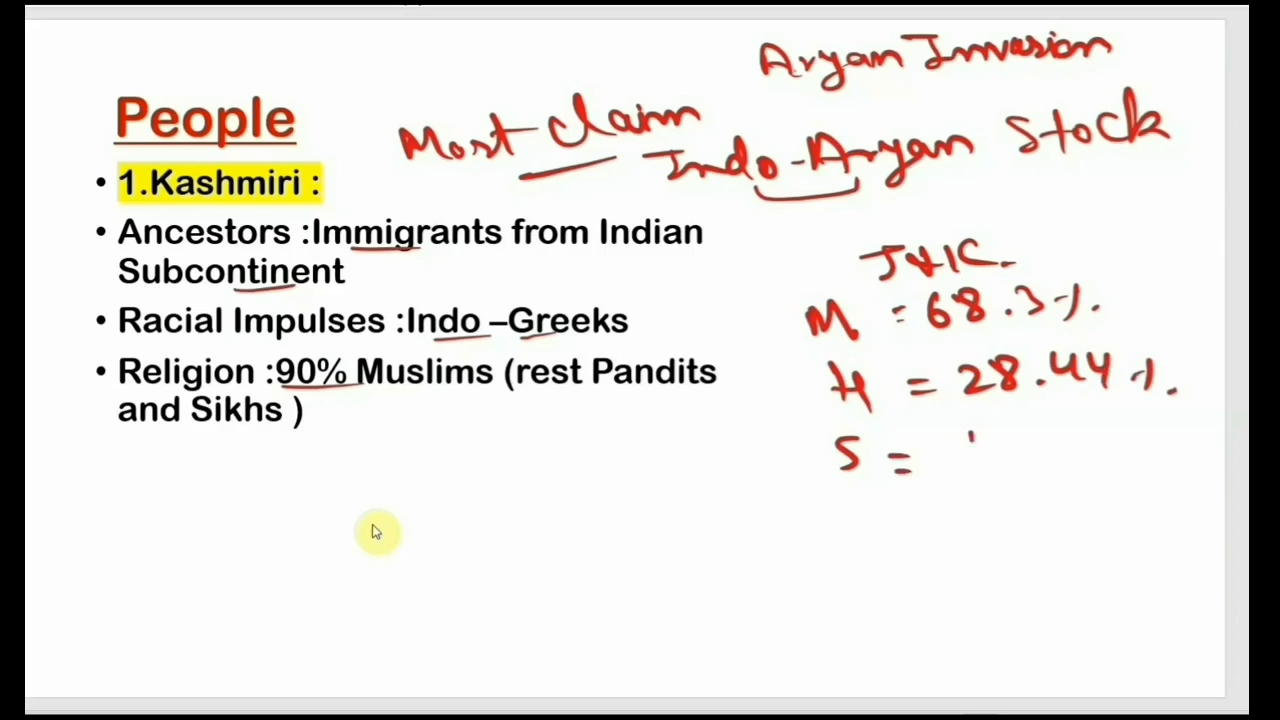 Aryan Invasion
Most claim
Indo-Aryan Stock
People
• 1.Kashmiri :
• Ancestors :Immigrants from Indian
Subcontinent
• Racial Impulses :Indo –Greeks
• Religion :90% Muslims (rest Pandits
and Sikhs )
J&K.
M = 68.3%.
H = 28.44%.
S =